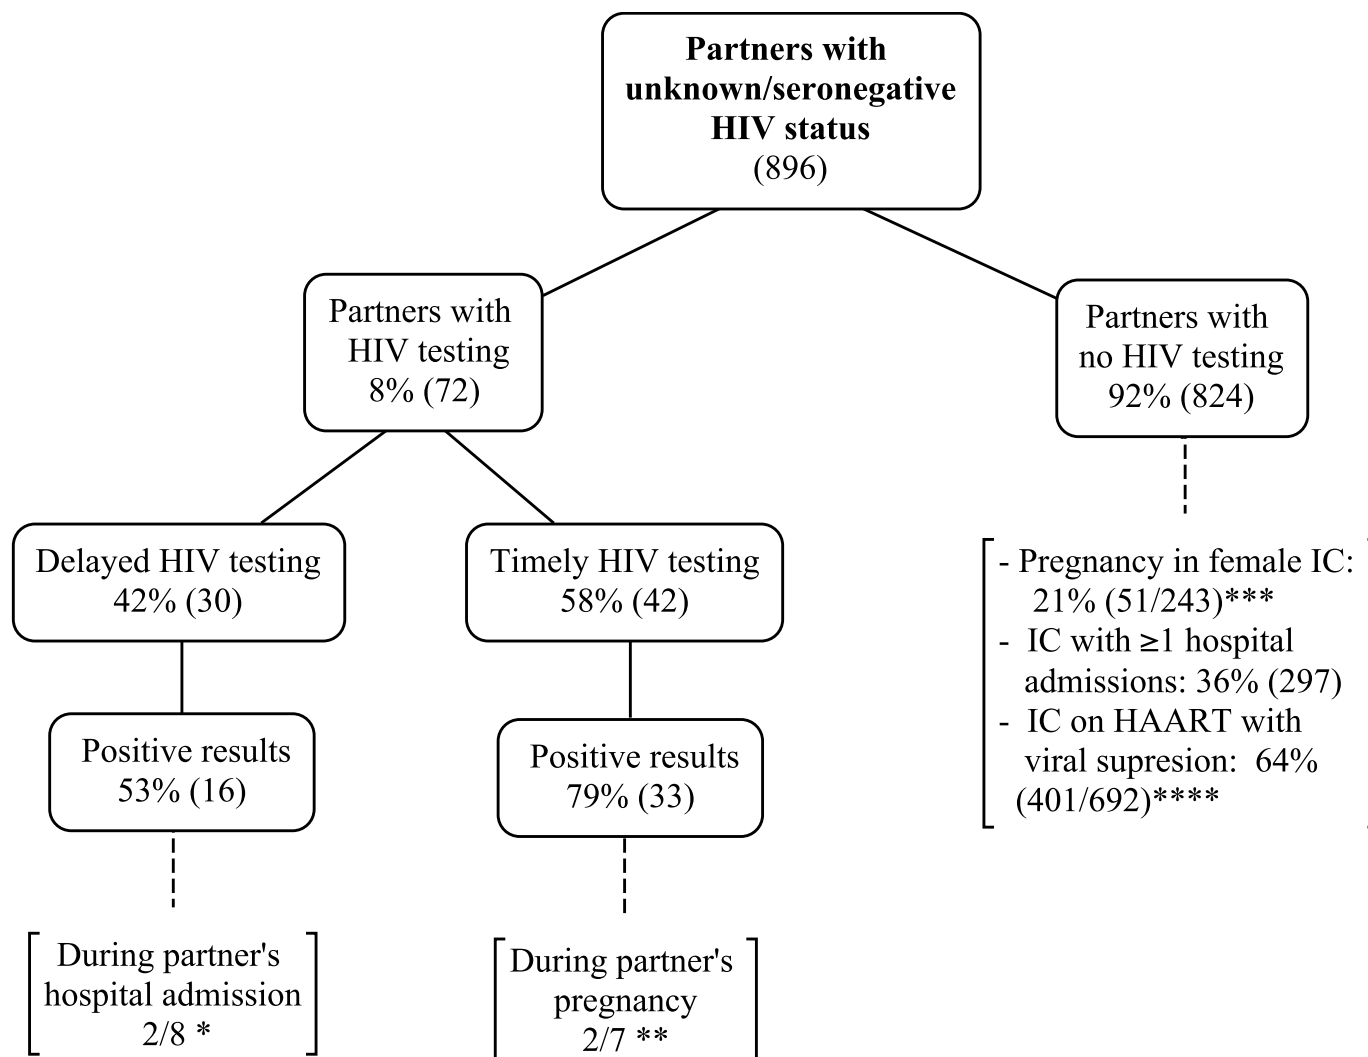 Partners with
unknown/seronegative
HIV status
(896)
Partners with
HIV testing
8% (72)
Partners with
no HIV testing
92% (824)
Delayed HIV testing
42% (30)
Timely HIV testing
58% (42)
- Pregnancy in female IC:
21% (51/243)***
- IC with ≥1 hospital
admissions: 36% (297)
- IC on HAART with
viral supresion: 64%
(401/692)****
Positive results
53% (16)
Positive results
79% (33)
During partner's
hospital admission
2/8 *
During partner's
pregnancy
2/7 **